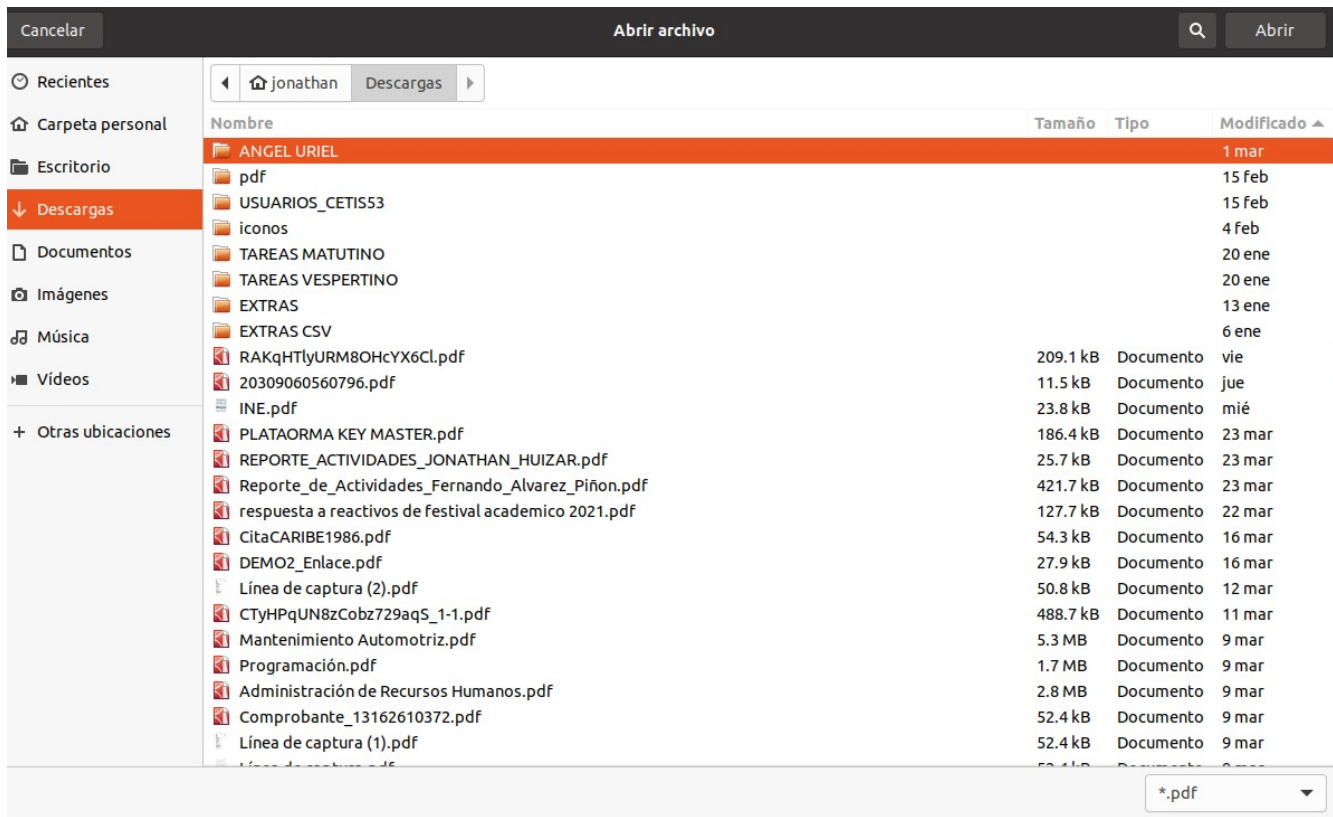 Cancelar Abrir archivo Abrir
Recientes
Carpeta personal
Escritorio
Descargas
Documentos
Imágenes
Música
Vídeos
+ Otras ubicaciones
jonathan Descargas
Nombre Tamaño Tipo Modificado
ANGEL URIEL 1 mar
pdf 15 feb
USUARIOS_CETIS53 15 feb
iconos 4 feb
TAREAS MATUTINO 20 ene
TAREAS VESPERTINO 20 ene
EXTRAS 13 ene
EXTRAS CSV 6 ene
RAKqHTlyURM8OHcYX6Cl.pdf 209.1 kB Documento vie
20309060560796.pdf 11.5 kB Documento jue
INE.pdf 23.8 kB Documento mié
PLATAORMA KEY MASTER.pdf 186.4 kB Documento 23 mar
REPORTE_ACTIVIDADES_JONATHAN_HUIZAR.pdf 25.7 kB Documento 23 mar
Reporte_de_Actividades_Fernando_Alvarez_Piñon.pdf 421.7 kB Documento 23 mar
respuesta a reactivos de festival academico 2021.pdf 127.7 kB Documento 22 mar
CitaCARIBE1986.pdf 54.3 kB Documento 16 mar
DEMO2_Enlace.pdf 27.9 kB Documento 16 mar
Línea de captura (2).pdf 50.8 kB Documento 12 mar
CTyHPqUN8zCobz729aqS_1-1.pdf 488.7 kB Documento 11 mar
Mantenimiento Automotriz.pdf 5.3 MB Documento 9 mar
Programación.pdf 1.7 MB Documento 9 mar
Administración de Recursos Humanos.pdf 2.8 MB Documento 9 mar
Comprobante_13162610372.pdf 52.4 kB Documento 9 mar
Línea de captura (1).pdf 52.4 kB Documento 9 mar
*.pdf